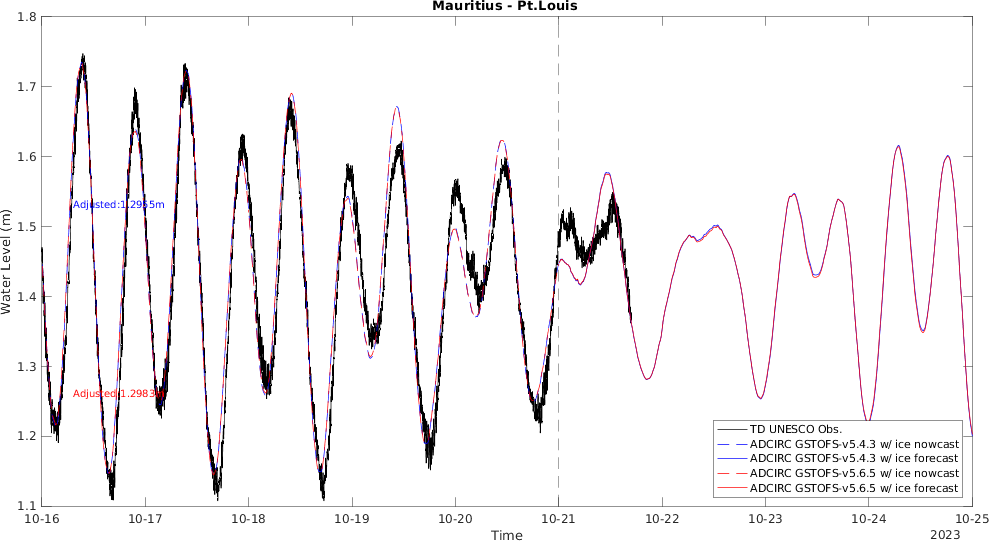 Mauritius - Pt.Louis
1.8
1.7
1.6
1.5
1.4
1.3
1.2
1.1
Water Level (m)
Adjusted:1.2955m
Adjusted:1.2983m
TD UNESCO Obs.
ADCIRC GSTOFS-v5.4.3 w/ ice nowcast
ADCIRC GSTOFS-v5.4.3 w/ ice forecast
ADCIRC GSTOFS-v5.6.5 w/ ice nowcast
ADCIRC GSTOFS-v5.6.5 w/ ice forecast
10-16 10-17 10-18 10-19 10-20 10-21 10-22 10-23 10-24 10-25
Time
2023